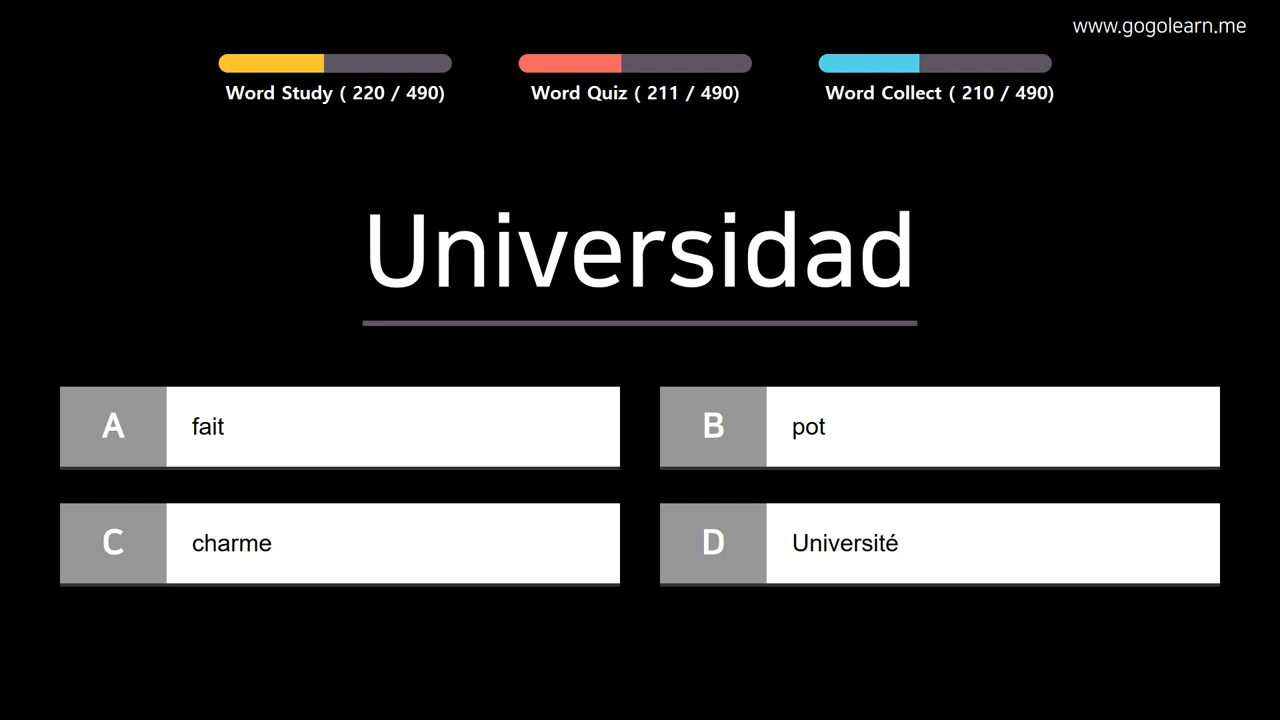 www.gogolearn.me
Word Study ( 220 / 490)
Word Quiz ( 211 / 490)
Word Collect ( 210 / 490)
Universidad
A fait
B pot
C charme
D Université